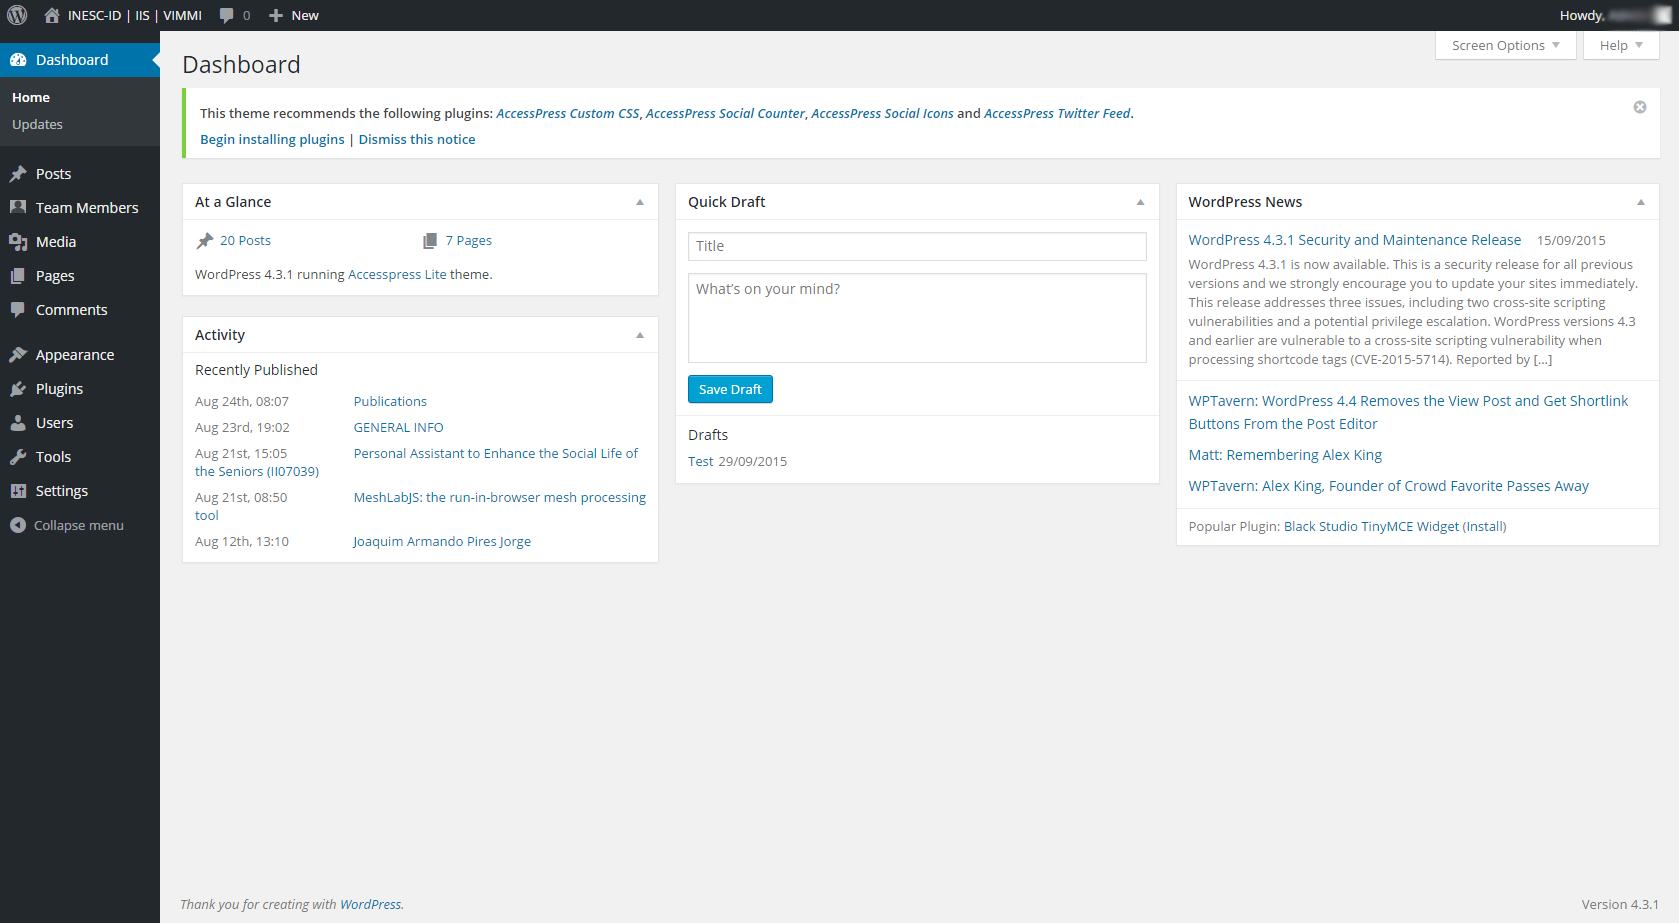 INESC-ID | IIS | VIMMI
0
New
Howdy,
Dashboard
Home
Updates
Posts
Team Members
Media
Pages
Comments
Appearance
Plugins
Users
Tools
Settings
Collapse menu
Screen Options
Help
Dashboard
This theme recommends the following plugins: AccessPress Custom CSS, AccessPress Social Counter, AccessPress Social Icons and AccessPress Twitter Feed.
Begin installing plugins | Dismiss this notice
At a Glance
20 Posts
7 Pages
WordPress 4.3.1 running Accesspress Lite theme.
Activity
Recently Published
Aug 24th, 08:07 Publications
Aug 23rd, 19:02 GENERAL INFO
Aug 21st, 15:05 Personal Assistant to Enhance the Social Life of
the Seniors (II07039)
Aug 21st, 08:50 MeshLabJS: the run-in-browser mesh processing
tool
Aug 12th, 13:10 Joaquim Armando Pires Jorge
Quick Draft
Title
What's on your mind?
Save Draft
Drafts
Test 29/09/2015
WordPress News
WordPress 4.3.1 Security and Maintenance Release 15/09/2015
WordPress 4.3.1 is now available. This is a security release for all previous
versions and we strongly encourage you to update your sites immediately.
This release addresses three issues, including two cross-site scripting
vulnerabilities and a potential privilege escalation. WordPress versions 4.3
and earlier are vulnerable to a cross-site scripting vulnerability when
processing shortcode tags (CVE-2015-5714). Reported by […]
WPTavern: WordPress 4.4 Removes the View Post and Get Shortlink
Buttons From the Post Editor
Matt: Remembering Alex King
WPTavern: Alex King, Founder of Crowd Favorite Passes Away
Popular Plugin: Black Studio TinyMCE Widget (Install)
Thank you for creating with WordPress.
Version 4.3.1